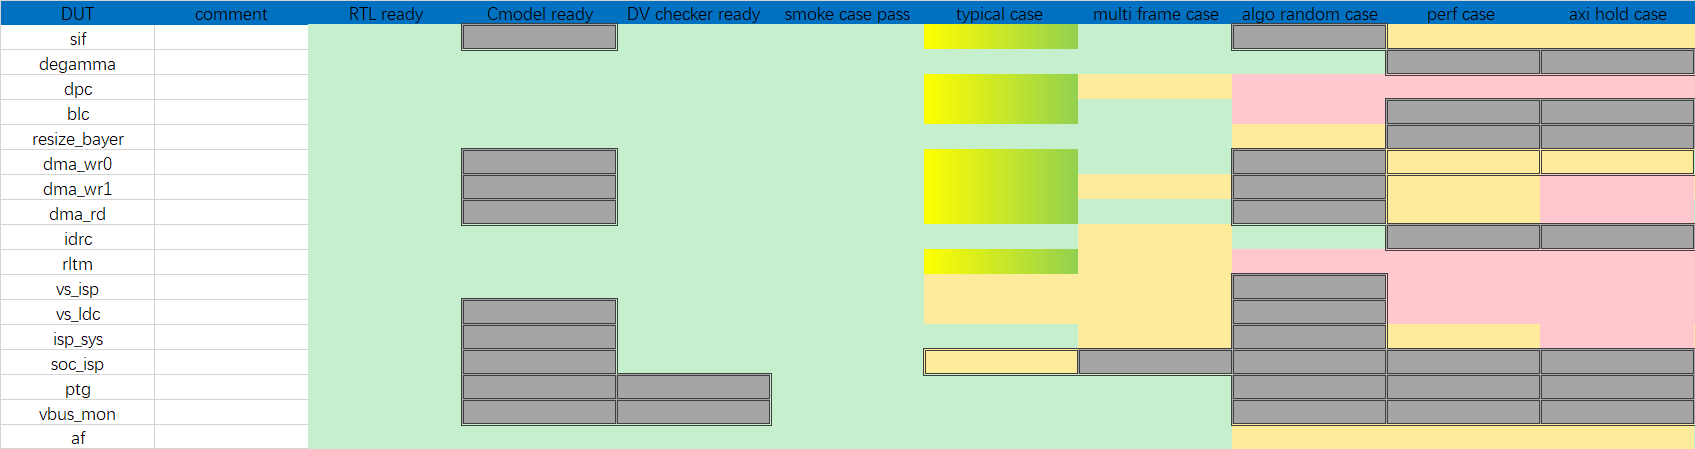 DUT comment RTL ready Cmodel ready DV checker ready smoke case pass typical case multi frame case algo random case perf case axi hold case
sif
degamma
dpc
blc
resize_bayer
dma_wr0
dma_wr1
dma_rd
idrc
rltm
vs_isp
vs_ldc
isp_sys
soc_isp
ptg
vbus_mon
af